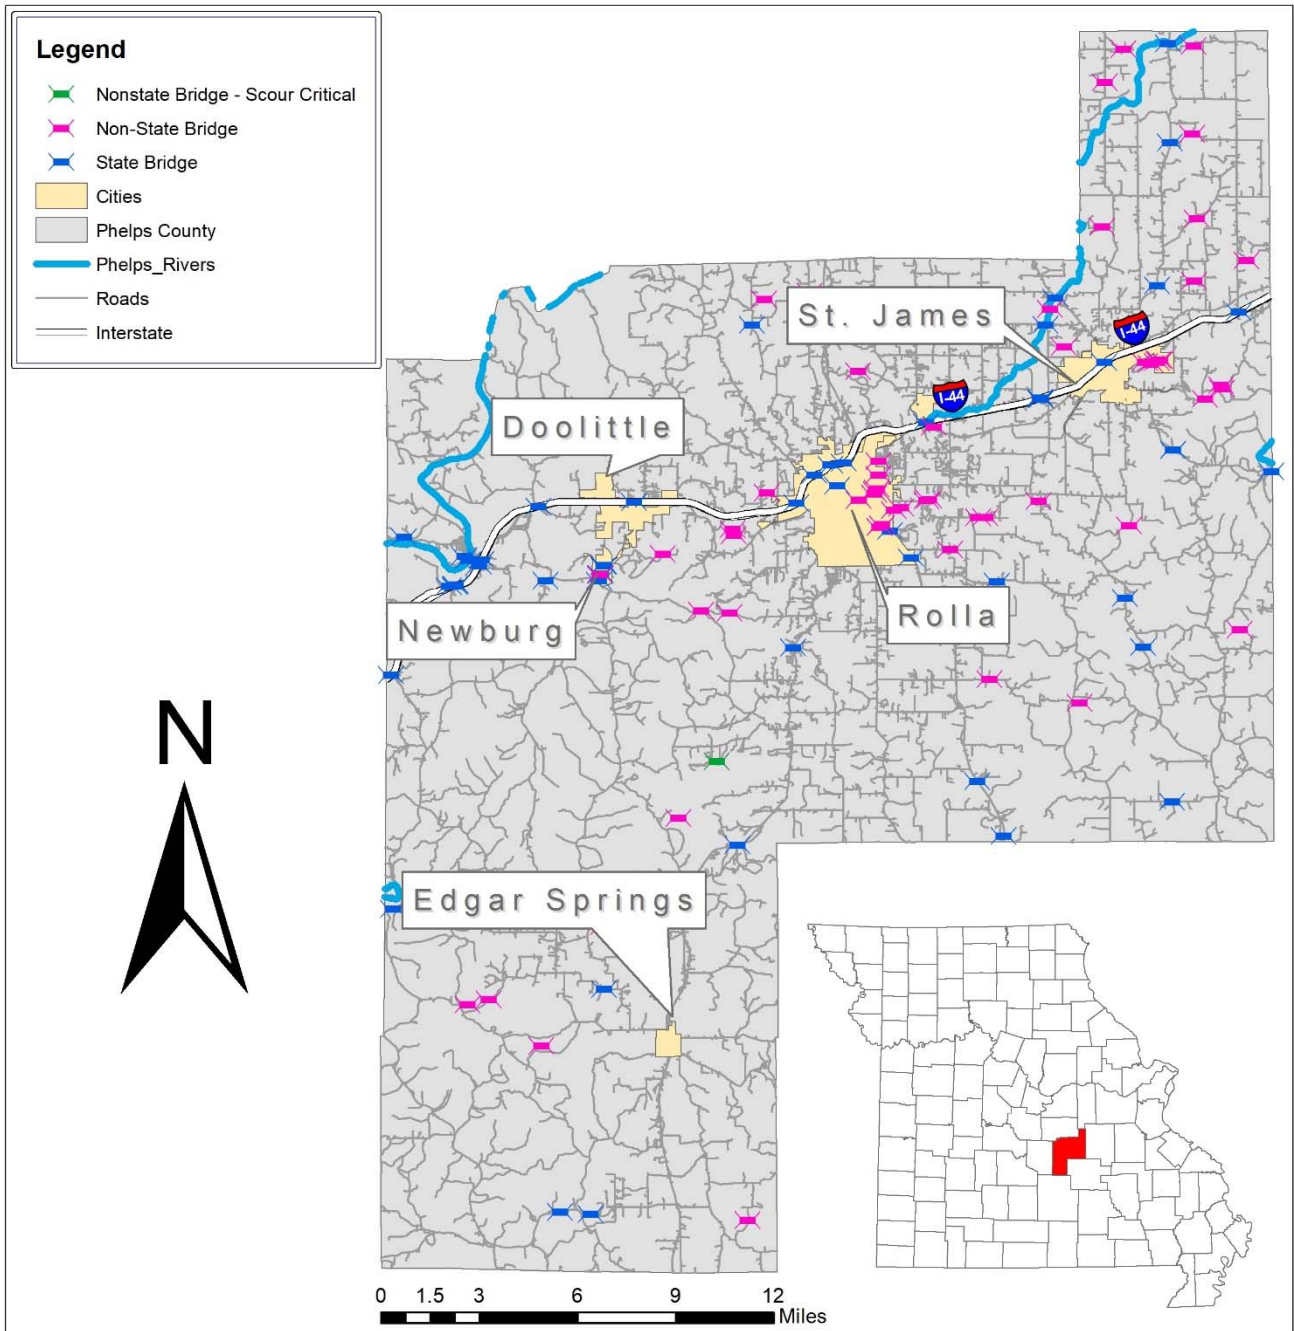 Legend
Nonstate Bridge - Scour Critical
Non-State Bridge
State Bridge
Cities
Phelps County
Phelps_Rivers
Roads
Interstate
St. James
I-44
I-44
Doolittle
Newburg
Rolla
N
Edgar Springs
0 1.5 3 6 9 12
Miles